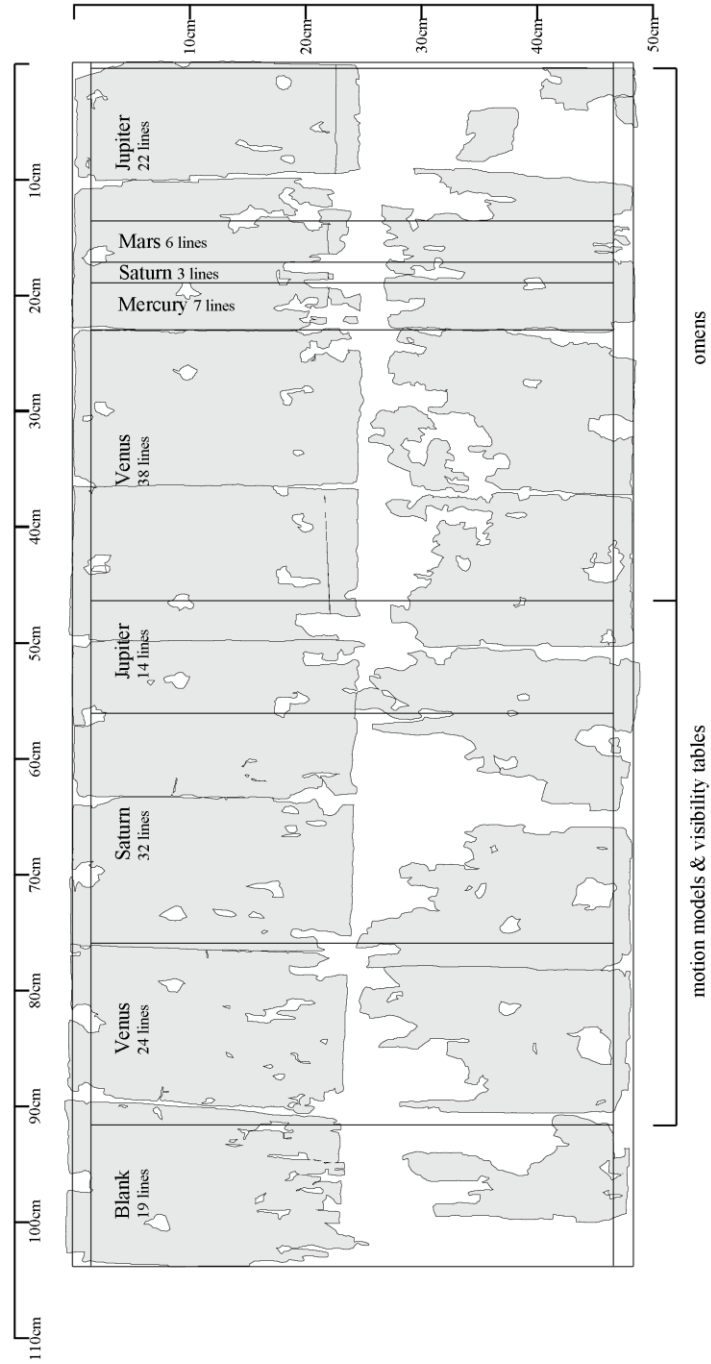 10cm
20cm
30cm
40cm
50cm
10cm
20cm
30cm
40cm
50cm
60cm
70cm
80cm
90cm
100cm
110cm
Jupiter
22 lines
Mars 6 lines
Saturn 3 lines
Mercury 7 lines
Venus
38 lines
Jupiter
14 lines
Saturn
32 lines
Venus
24 lines
Blank
19 lines
omens
motion models & visibility tables